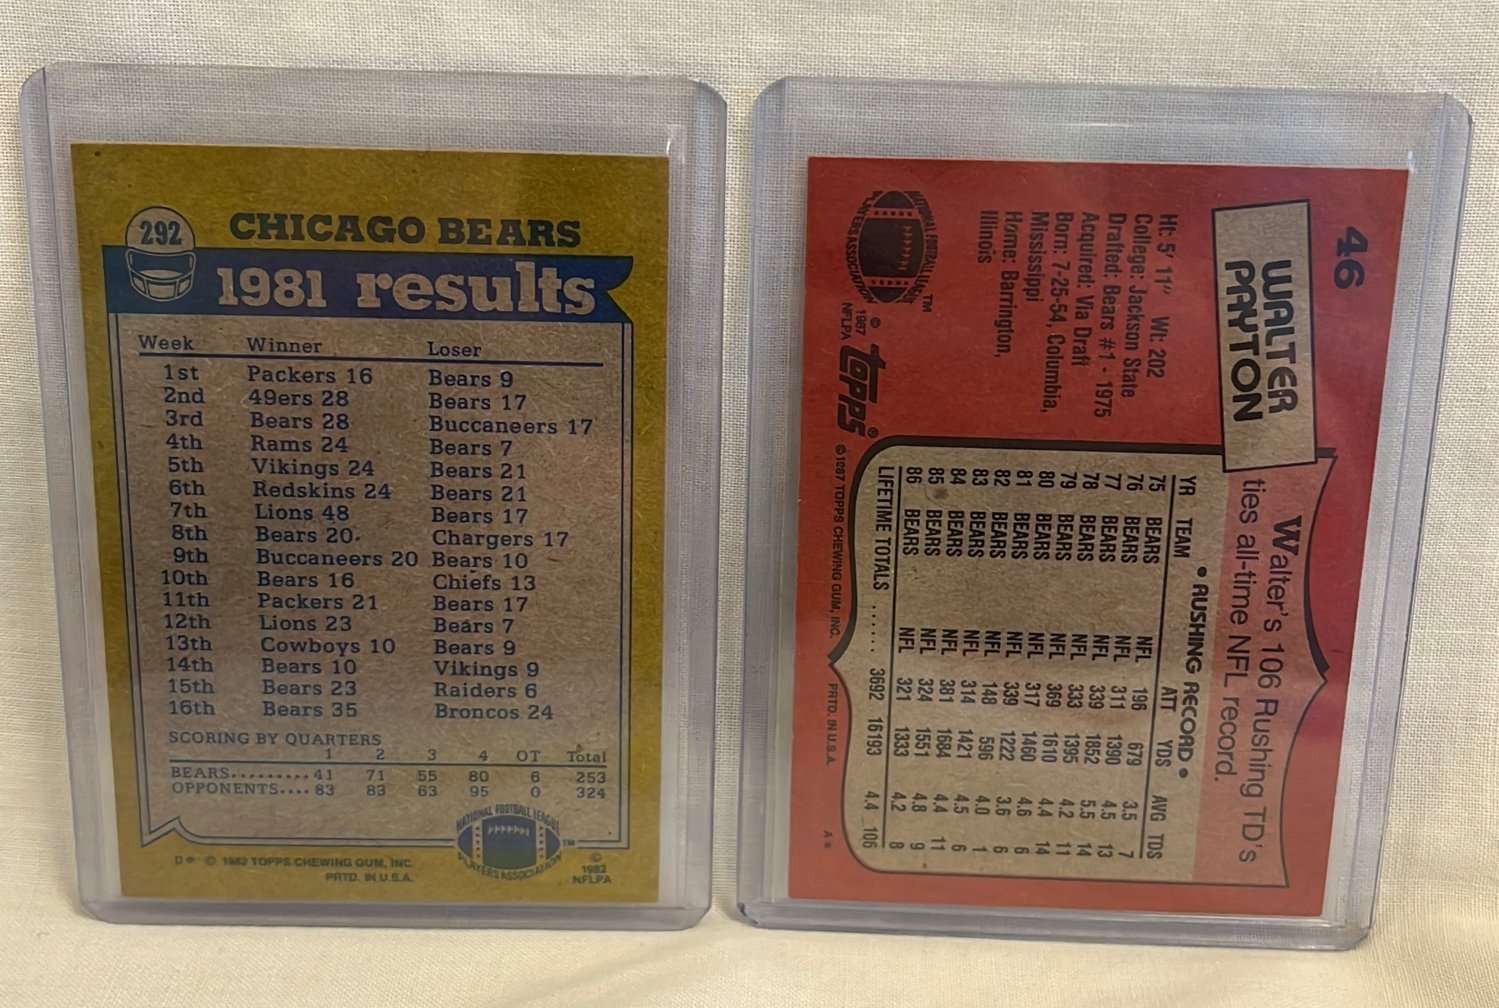 292
CHICAGO BEARS
1981 results
Week Winner Loser
1st Packers 16 Bears 9
2nd 49ers 28 Bears 17
3rd Bears 28 Buccaneers 17
4th Rams 24 Bears 7
5th Vikings 24 Bears 21
6th Redskins 24 Bears 21
7th Lions 48 Bears 17
8th Bears 20 Chargers 17
9th Buccaneers 20 Bears 10
10th Bears 16 Chiefs 13
11th Packers 21 Bears 17
12th Lions 23 Bears 7
13th Cowboys 10 Bears 9
14th Bears 10 Vikings 9
15th Bears 23 Raiders 6
16th Bears 35 Broncos 24
SCORING BY QUARTERS
1 2 3 4 OT Total
BEARS......... 41 71 55 80 6 253
OPPONENTS.... 83 83 63 95 0 324
NATIONAL FOOTBALL LEAGUE
PLAYERS ASSOCIATION
TM
D* © 1982 TOPPS CHEWING GUM, INC.
PRTD. IN U.S.A.
©
1982
NFLPA
46
WALTER
PAYTON
Ht: 5' 11" Wt: 202
College: Jackson State
Drafted: Bears #1 - 1975
Acquired: Via Draft
Born: 7-25-54, Columbia,
Mississippi
Home: Barrington,
Illinois
NATIONAL FOOTBALL LEAGUE
PLAYERS ASSOCIATION
TM
©
1987
NFLPA
topps®
Walter's 106 Rushing TD's
ties all-time NFL record.
• RUSHING RECORD •
YR TEAM ATT YDS AVG TDS
75 BEARS NFL 196 679 3.5 7
76 BEARS NFL 311 1390 4.5 13
77 BEARS NFL 339 1852 5.5 14
78 BEARS NFL 333 1395 4.2 11
79 BEARS NFL 369 1610 4.4 14
80 BEARS NFL 317 1460 4.6 6
81 BEARS NFL 339 1222 3.6 6
82 BEARS NFL 148 596 4.0 1
83 BEARS NFL 314 1421 4.5 6
84 BEARS NFL 381 1684 4.4 11
85 BEARS NFL 324 1551 4.8 9
86 BEARS NFL 321 1333 4.2 8
LIFETIME TOTALS ...... 3692 16193 4.4 106
© 1987 TOPPS CHEWING GUM, INC. PRTD. IN U.S.A. A*